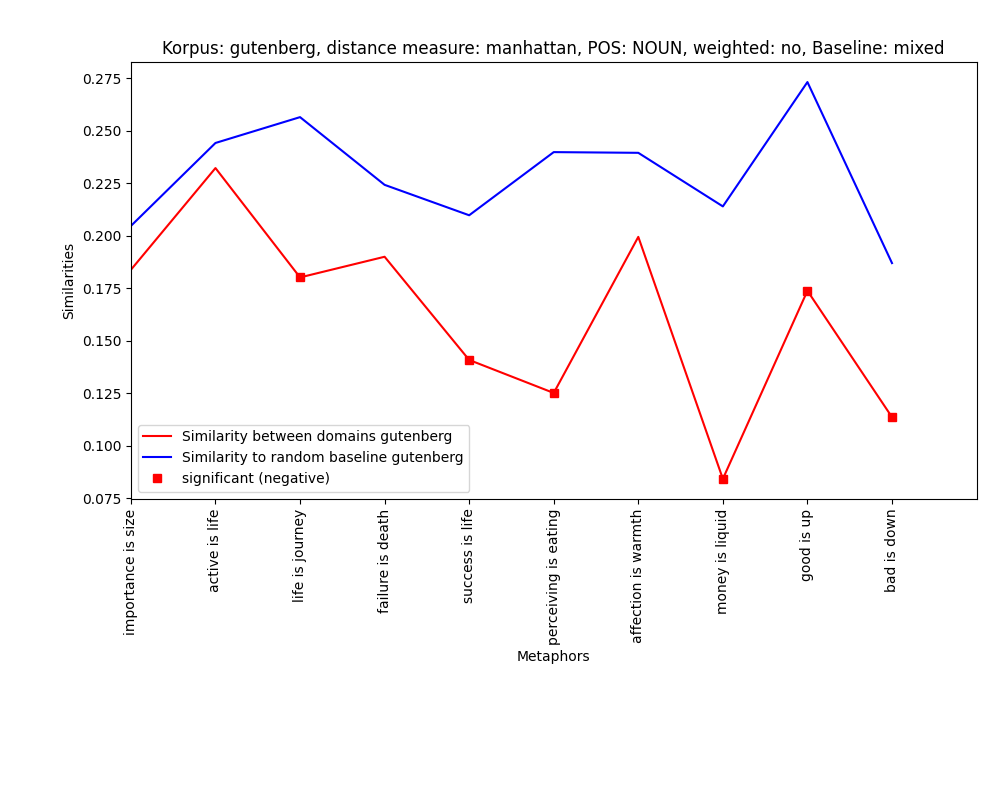 Korpus: gutenberg, distance measure: manhattan, POS: NOUN, weighted: no, Baseline: mixed
0.275
0.250
0.225
0.200
0.175
0.150
0.125
0.100
0.075
Similarities
Similarity between domains gutenberg
Similarity to random baseline gutenberg
significant (negative)
importance is size
active is life
life is journey
failure is death
success is life
perceiving is eating
affection is warmth
money is liquid
good is up
bad is down
Metaphors